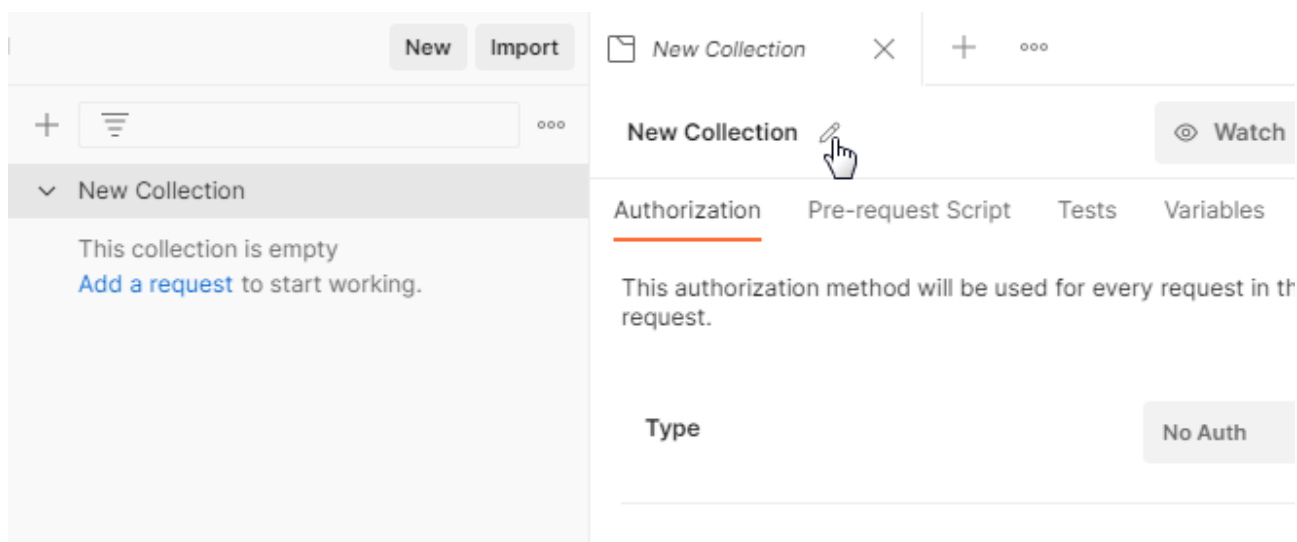 New Import
New Collection
New Collection
Watch
New Collection
Authorization Pre-request Script Tests Variables
This collection is empty
Add a request to start working.
This authorization method will be used for every request in th
request.
Type
No Auth